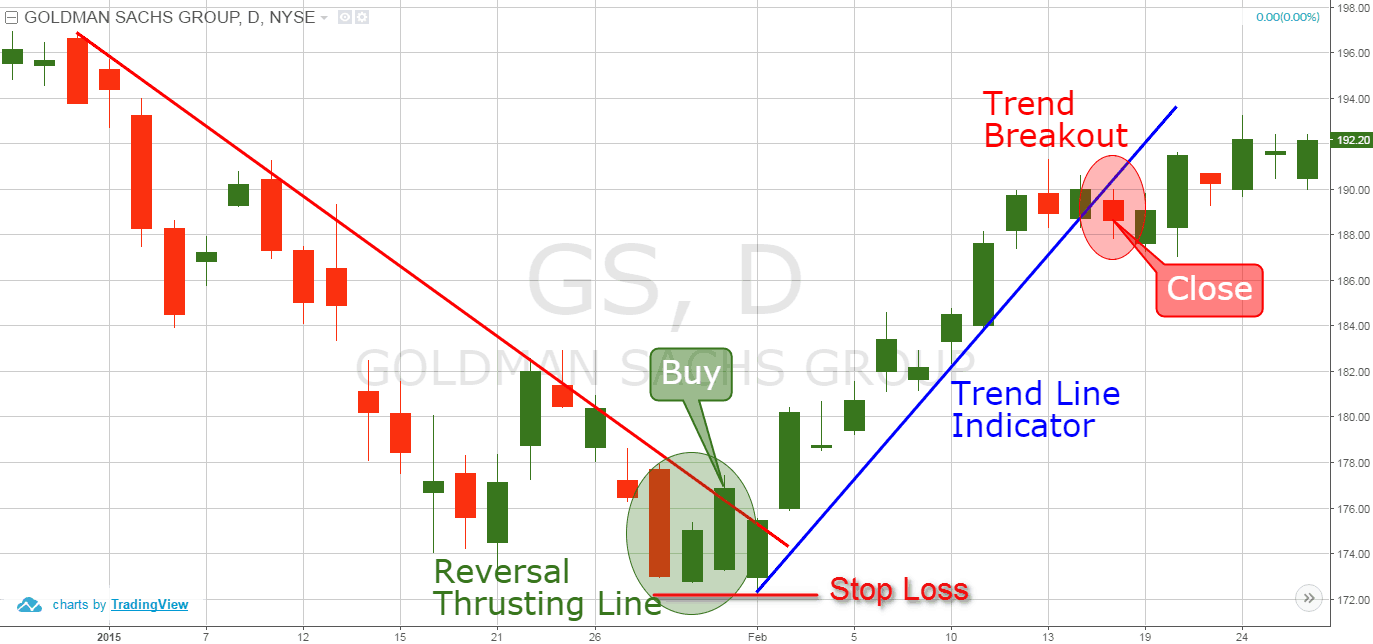 GOLDMAN SACHS GROUP, D, NYSE
0.00(0.00%)
198.00
196.00
Trend
Breakout
194.00
192.20
190.00
188.00
GS, D
186.00
Close
184.00
GOLDMAN SACHS GROUP
Buy
182.00
Trend Line
Indicator
180.00
178.00
176.00
174.00
Reversal
Thrusting Line
Stop Loss
172.00
charts by TradingView
2015 7 12 15 21 26 Feb 5 10 13 19 24